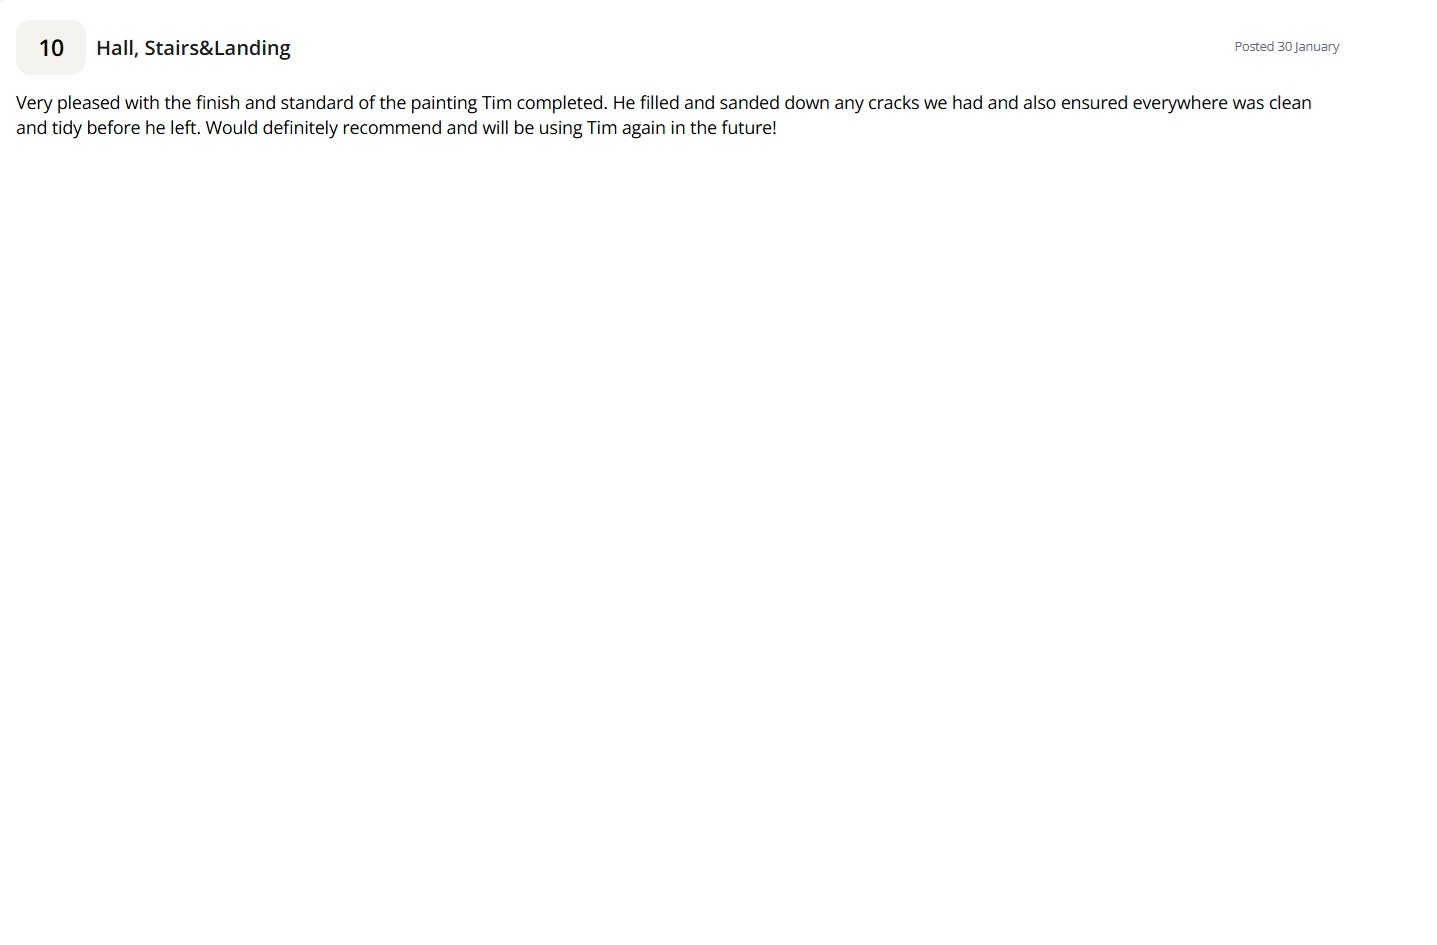 10
Hall, Stairs&Landing
Posted 30 January
Very pleased with the finish and standard of the painting Tim completed. He filled and sanded down any cracks we had and also ensured everywhere was clean
and tidy before he left. Would definitely recommend and will be using Tim again in the future!